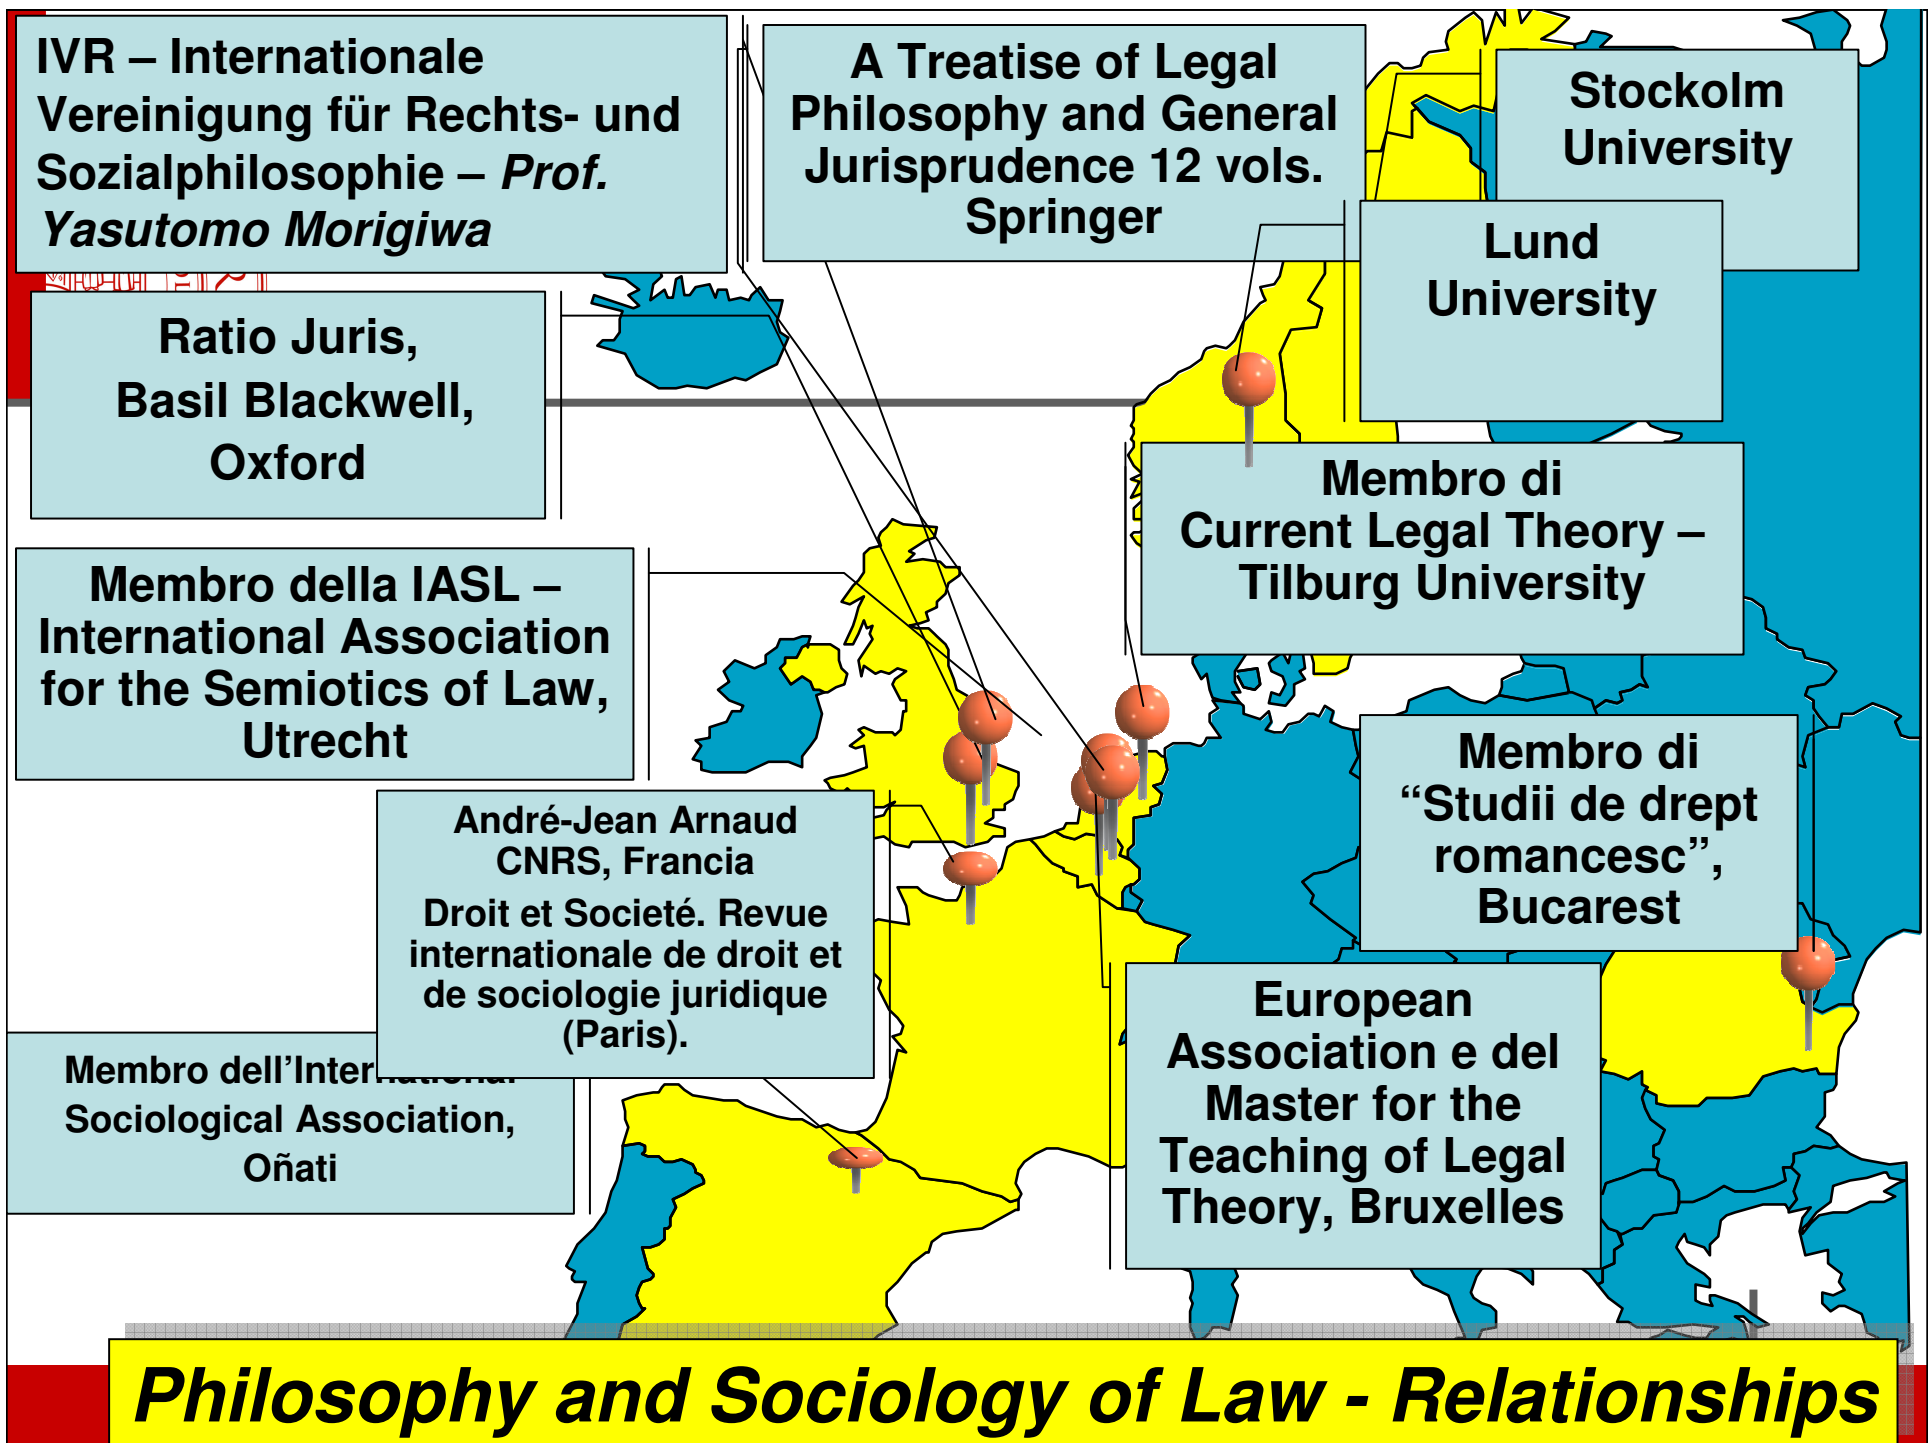 IVR – Internationale
Vereinigung für Rechts- und
Sozialphilosophie – Prof.
Yasutomo Morigiwa
A Treatise of Legal
Philosophy and General
Jurisprudence 12 vols.
Springer
Stockolm
University
Lund
University
Ratio Juris,
Basil Blackwell,
Oxford
Membro di
Current Legal Theory –
Tilburg University
Membro della IASL –
International Association
for the Semiotics of Law,
Utrecht
Membro di
“Studii de drept
romancesc”,
Bucarest
André-Jean Arnaud
CNRS, Francia
Droit et Societé. Revue
internationale de droit et
de sociologie juridique
(Paris).
European
Association e del
Master for the
Teaching of Legal
Theory, Bruxelles
Membro dell’International
Sociological Association,
Oñati
Philosophy and Sociology of Law - Relationships